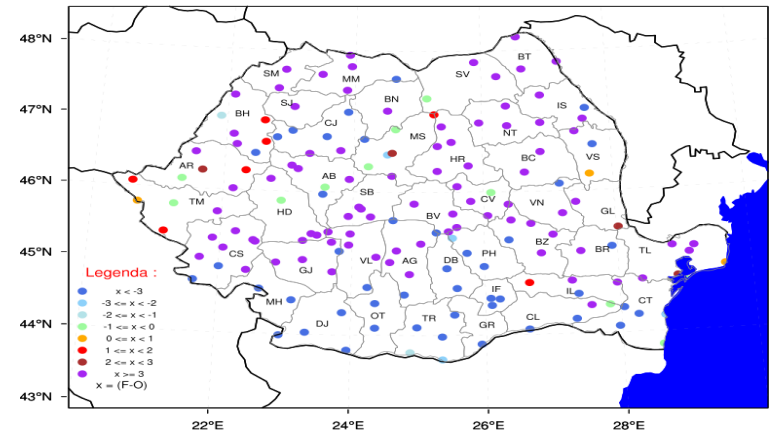 48°N
47°N
46°N
45°N
44°N
43°N
22°E 24°E 26°E 28°E
SM
MM
SV
BT
BH
SJ
CJ
BN
MS
NT
IS
VS
AR
AB
HR
BC
TM
HD
SB
BV
CV
VN
GL
CS
GJ
VL
AG
DB
PH
BZ
BR
TL
MH
DJ
OT
TR
GR
IF
IL
CL
CT
Legenda :
x < -3
-3 <= x < -2
-2 <= x < -1
-1 <= x < 0
0 <= x < 1
1 <= x < 2
2 <= x < 3
x >= 3
x = (F-O)